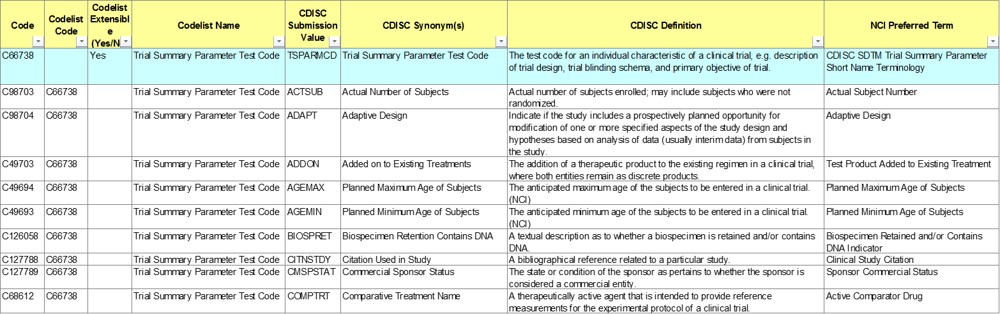 Code
Codelist
Code
Codelist
Extensibl
e
(Yes/N
Codelist Name
CDISC
Submission
Value
CDISC Synonym(s)
CDISC Definition
NCI Preferred Term
C66738 Yes Trial Summary Parameter Test Code TSPARMCD Trial Summary Parameter Test Code The test code for an individual characteristic of a clinical trial, e.g. description CDISC SDTM Trial Summary Parameter
of trial design, trial blinding schema, and primary objective of trial. Short Name Terminology
C98703 C66738 Trial Summary Parameter Test Code ACTSUB Actual Number of Subjects Actual number of subjects enrolled; may include subjects who were not Actual Subject Number
randomized.
C98704 C66738 Trial Summary Parameter Test Code ADAPT Adaptive Design Indicate if the study includes a prospectively planned opportunity for Adaptive Design
modification of one or more specified aspects of the study design and
hypotheses based on analysis of data (usually interim data) from subjects in
the study.
C49703 C66738 Trial Summary Parameter Test Code ADDON Added on to Existing Treatments The addition of a therapeutic product to the existing regimen in a clinical trial, Test Product Added to Existing Treatment
where both entities remain as discrete products.
C49694 C66738 Trial Summary Parameter Test Code AGEMAX Planned Maximum Age of Subjects The anticipated maximum age of the subjects to be entered in a clinical trial. Planned Maximum Age of Subjects
(NCI)
C49693 C66738 Trial Summary Parameter Test Code AGEMIN Planned Minimum Age of Subjects The anticipated minimum age of the subjects to be entered in a clinical trial. Planned Minimum Age of Subjects
(NCI)
C126058 C66738 Trial Summary Parameter Test Code BIOSPRET Biospecimen Retention Contains DNA A textual description as to whether a biospecimen is retained and/or contains Biospecimen Retained and/or Contains
DNA. DNA Indicator
C127788 C66738 Trial Summary Parameter Test Code CITNSTDY Citation Used in Study A bibliographical reference related to a particular study. Clinical Study Citation
C127789 C66738 Trial Summary Parameter Test Code CMSPSTAT Commercial Sponsor Status The state or condition of the sponsor as pertains to whether the sponsor is Sponsor Commercial Status
considered a commercial entity.
C68612 C66738 Trial Summary Parameter Test Code COMPTRT Comparative Treatment Name A therapeutically active agent that is intended to provide reference Active Comparator Drug
measurements for the experimental protocol of a clinical trial.